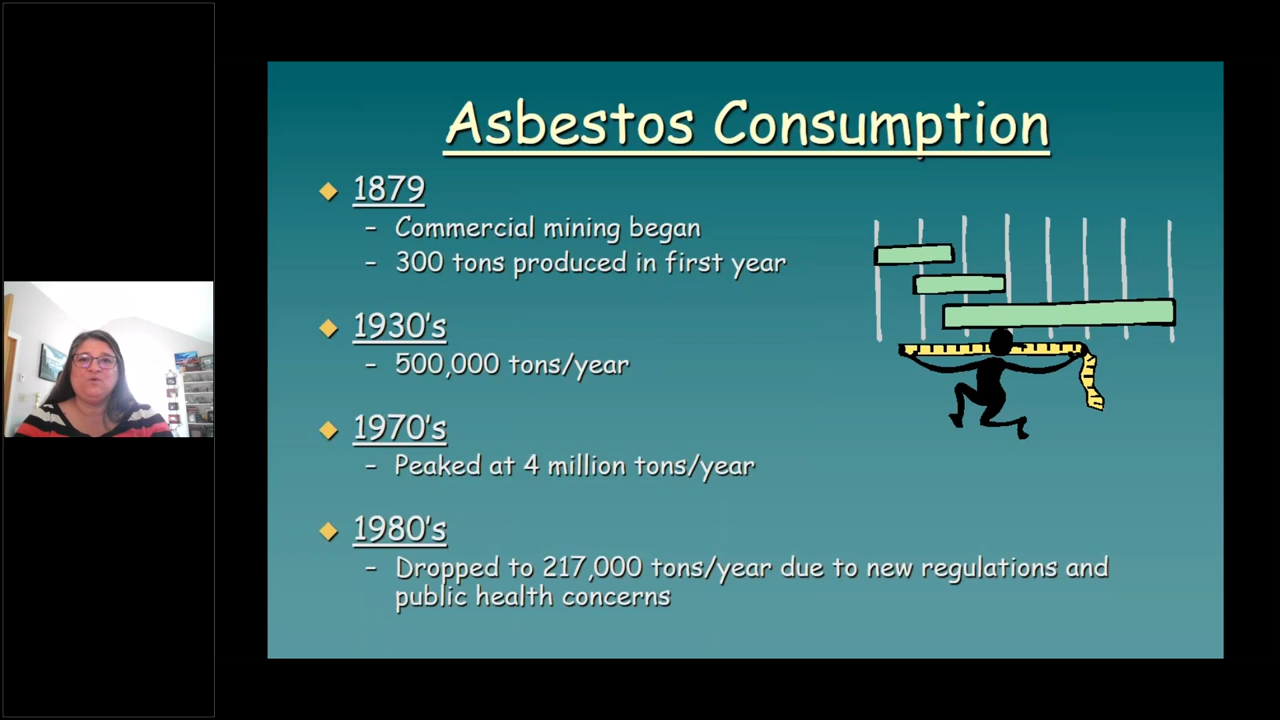 Asbestos Consumption
1879
– Commercial mining began
– 300 tons produced in first year
1930's
– 500,000 tons/year
1970's
– Peaked at 4 million tons/year
1980's
– Dropped to 217,000 tons/year due to new regulations and
public health concerns